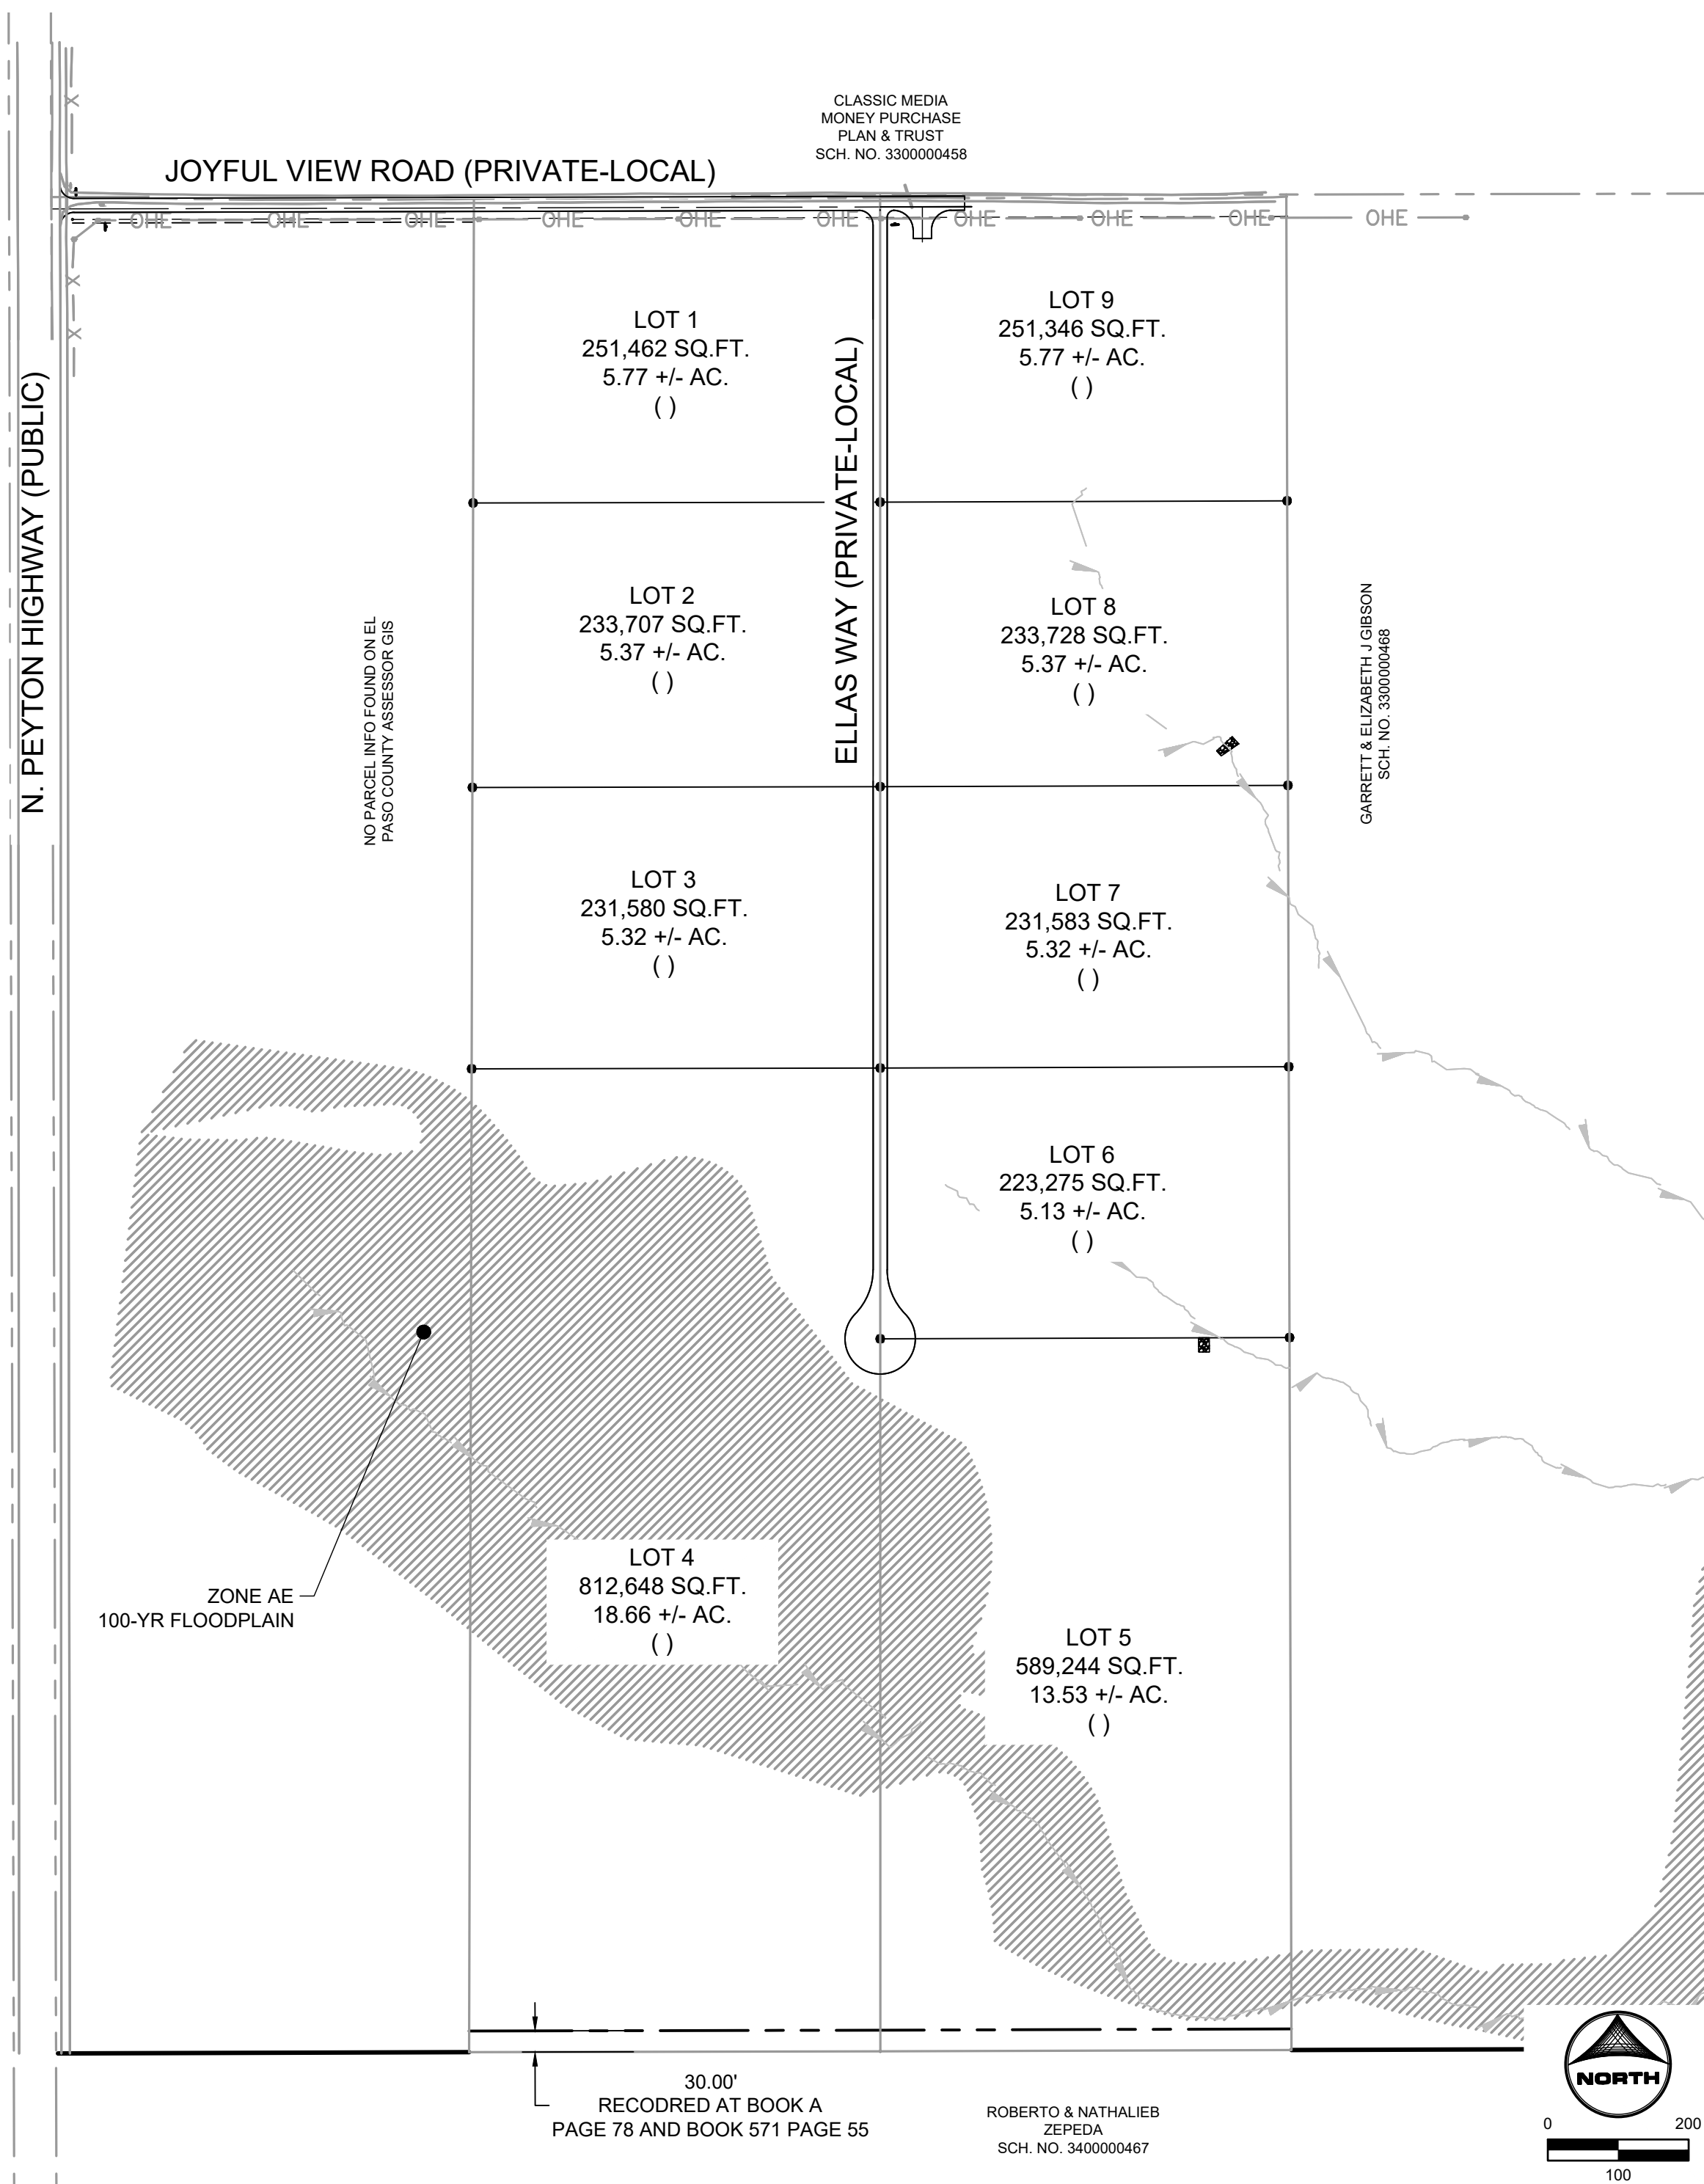 CLASSIC MEDIA
MONEY PURCHASE
PLAN & TRUST
SCH. NO. 3300000458
JOYFUL VIEW ROAD (PRIVATE-LOCAL)
OHE
OHE
OHE
OHE
OHE
OHE
OHE
OHE
OHE
OHE
X
X
X
N. PEYTON HIGHWAY (PUBLIC)
NO PARCEL INFO FOUND ON EL
PASO COUNTY ASSESSOR GIS
LOT 1
251,462 SQ.FT.
5.77 +/- AC.
( )
ELLAS WAY (PRIVATE-LOCAL)
LOT 9
251,346 SQ.FT.
5.77 +/- AC.
( )
LOT 2
233,707 SQ.FT.
5.37 +/- AC.
( )
LOT 8
233,728 SQ.FT.
5.37 +/- AC.
( )
GARRETT & ELIZABETH J GIBSON
SCH. NO. 3300000468
LOT 3
231,580 SQ.FT.
5.32 +/- AC.
( )
LOT 7
231,583 SQ.FT.
5.32 +/- AC.
( )
LOT 6
223,275 SQ.FT.
5.13 +/- AC.
( )
ZONE AE
100-YR FLOODPLAIN
LOT 4
812,648 SQ.FT.
18.66 +/- AC.
( )
LOT 5
589,244 SQ.FT.
13.53 +/- AC.
( )
30.00'
RECODRED AT BOOK A
PAGE 78 AND BOOK 571 PAGE 55
ROBERTO & NATHALIEB
ZEPEDA
SCH. NO. 3400000467
NORTH
0 200
100